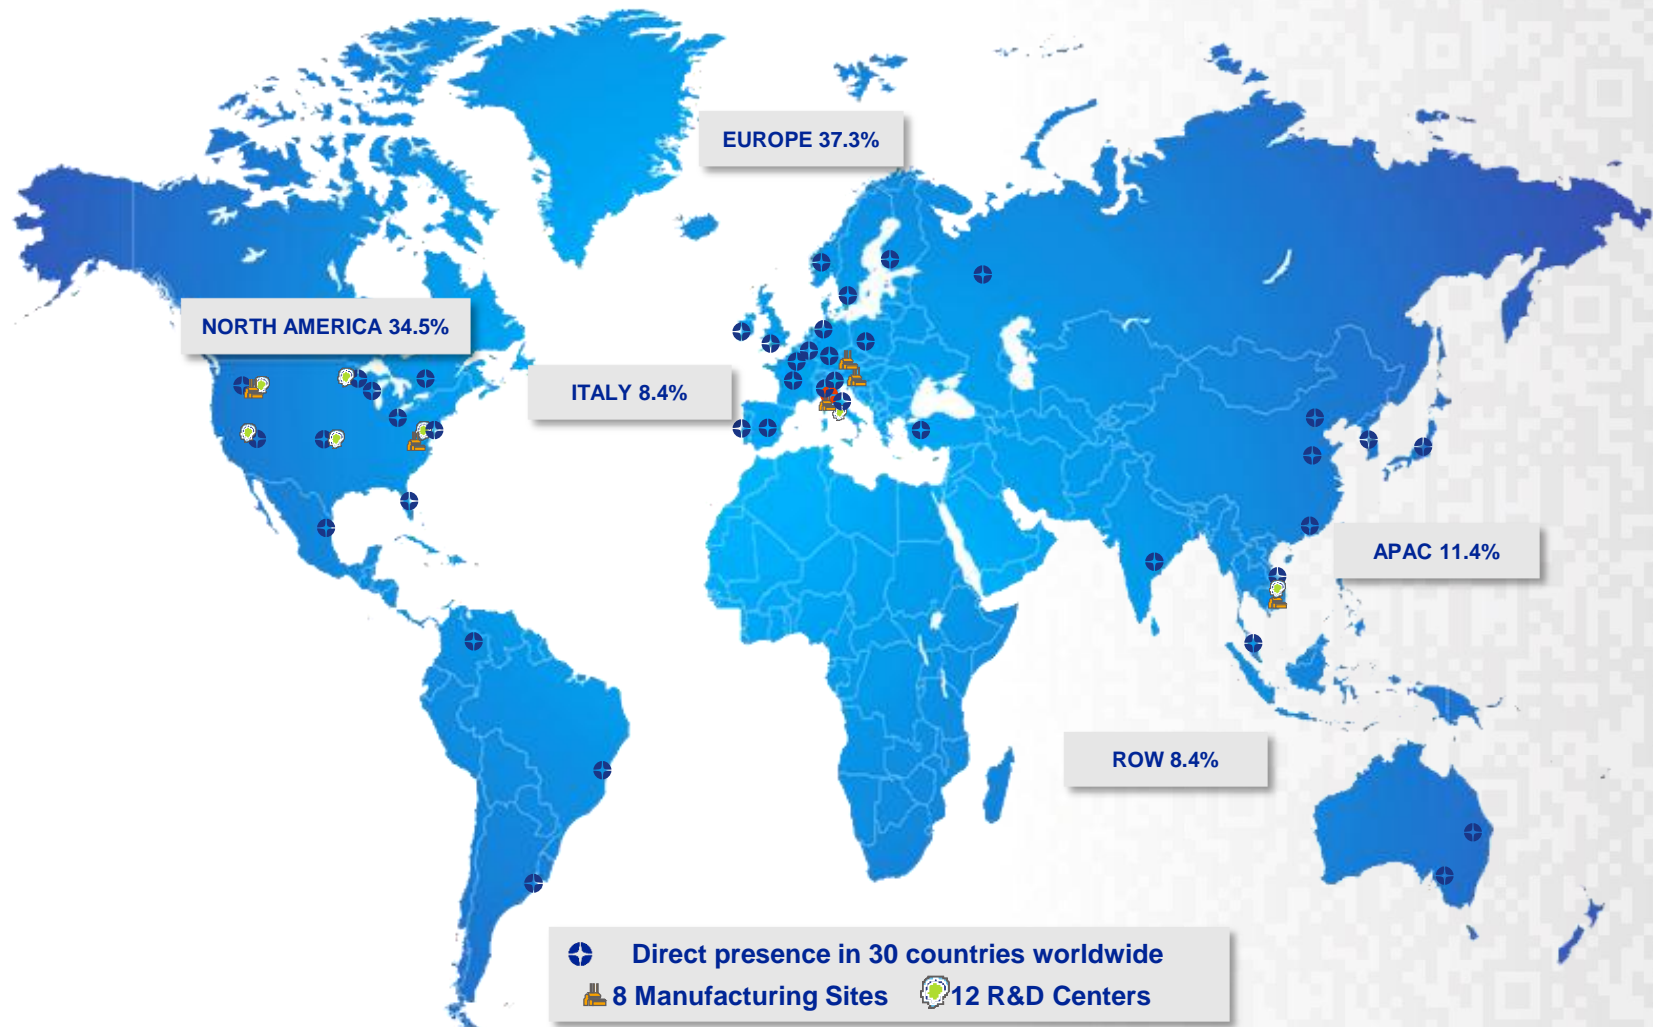 EUROPE 37.3%
NORTH AMERICA 34.5%
ITALY 8.4%
APAC 11.4%
ROW 8.4%
Direct presence in 30 countries worldwide
8 Manufacturing Sites 12 R&D Centers